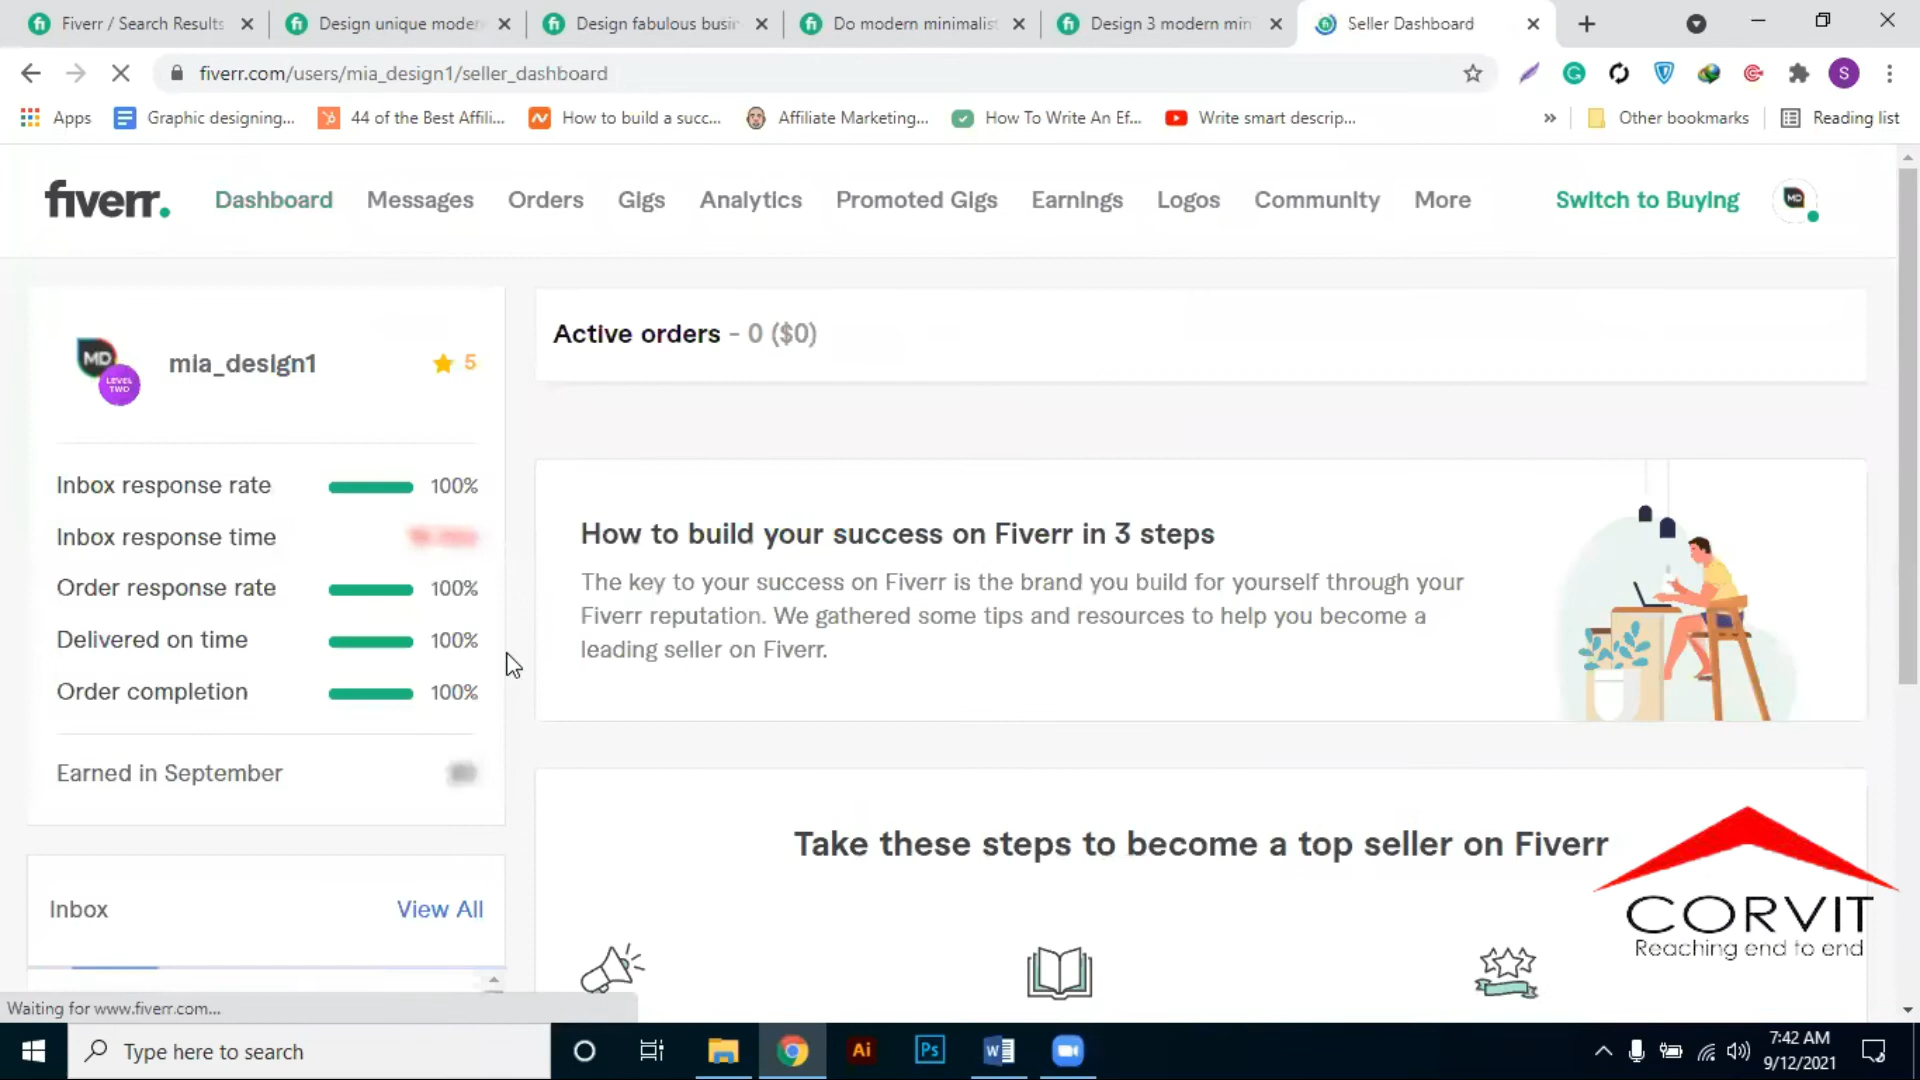 Fiverr / Search Results
Design unique moder
Design fabulous busin
Do modern minimalist
Design 3 modern min
Seller Dashboard
fiverr.com/users/mia_design1/seller_dashboard
S
Apps
Graphic designing...
44 of the Best Affili...
How to build a succ...
Affiliate Marketing...
How To Write An Ef...
Write smart descrip...
»
Other bookmarks
Reading list
fiverr.
Dashboard
Messages
Orders
Gigs
Analytics
Promoted Gigs
Earnings
Logos
Community
More
Switch to Buying
MD
MD
LEVEL
TWO
mia_design1
5
Inbox response rate
100%
Inbox response time
Order response rate
100%
Delivered on time
100%
Order completion
100%
Earned in September
Inbox
View All
Active orders - 0 ($0)
How to build your success on Fiverr in 3 steps
The key to your success on Fiverr is the brand you build for yourself through your
Fiverr reputation. We gathered some tips and resources to help you become a
leading seller on Fiverr.
Take these steps to become a top seller on Fiverr
CORVIT
Reaching end to end
Waiting for www.fiverr.com...
Type here to search
Ai
Ps
7:42 AM
9/12/2021